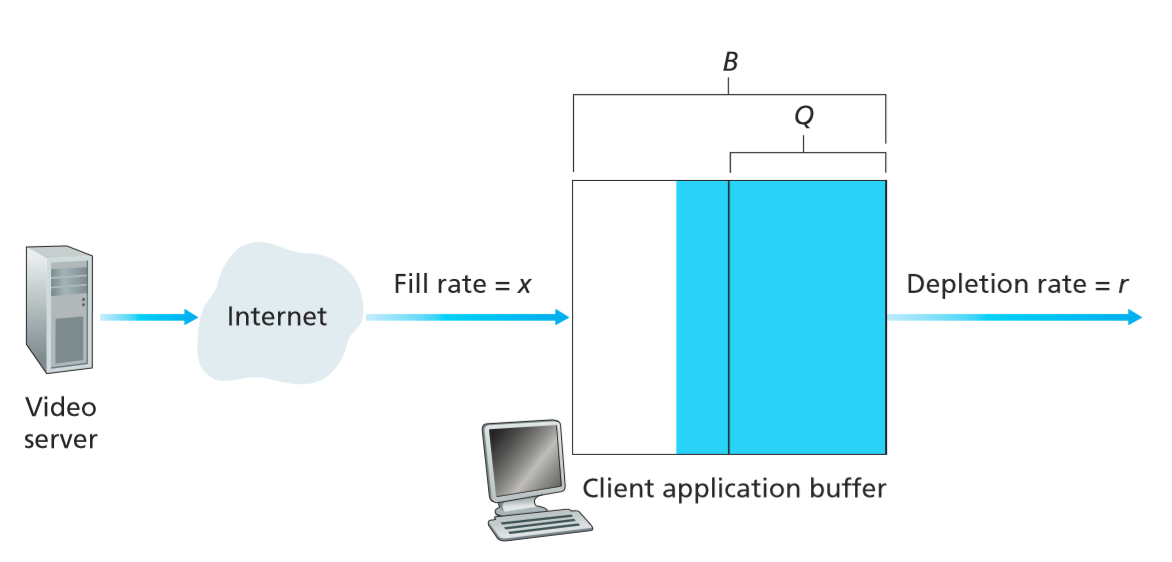 B
Q
Fill rate = x
Depletion rate = r
Internet
Video
server
Client application buffer